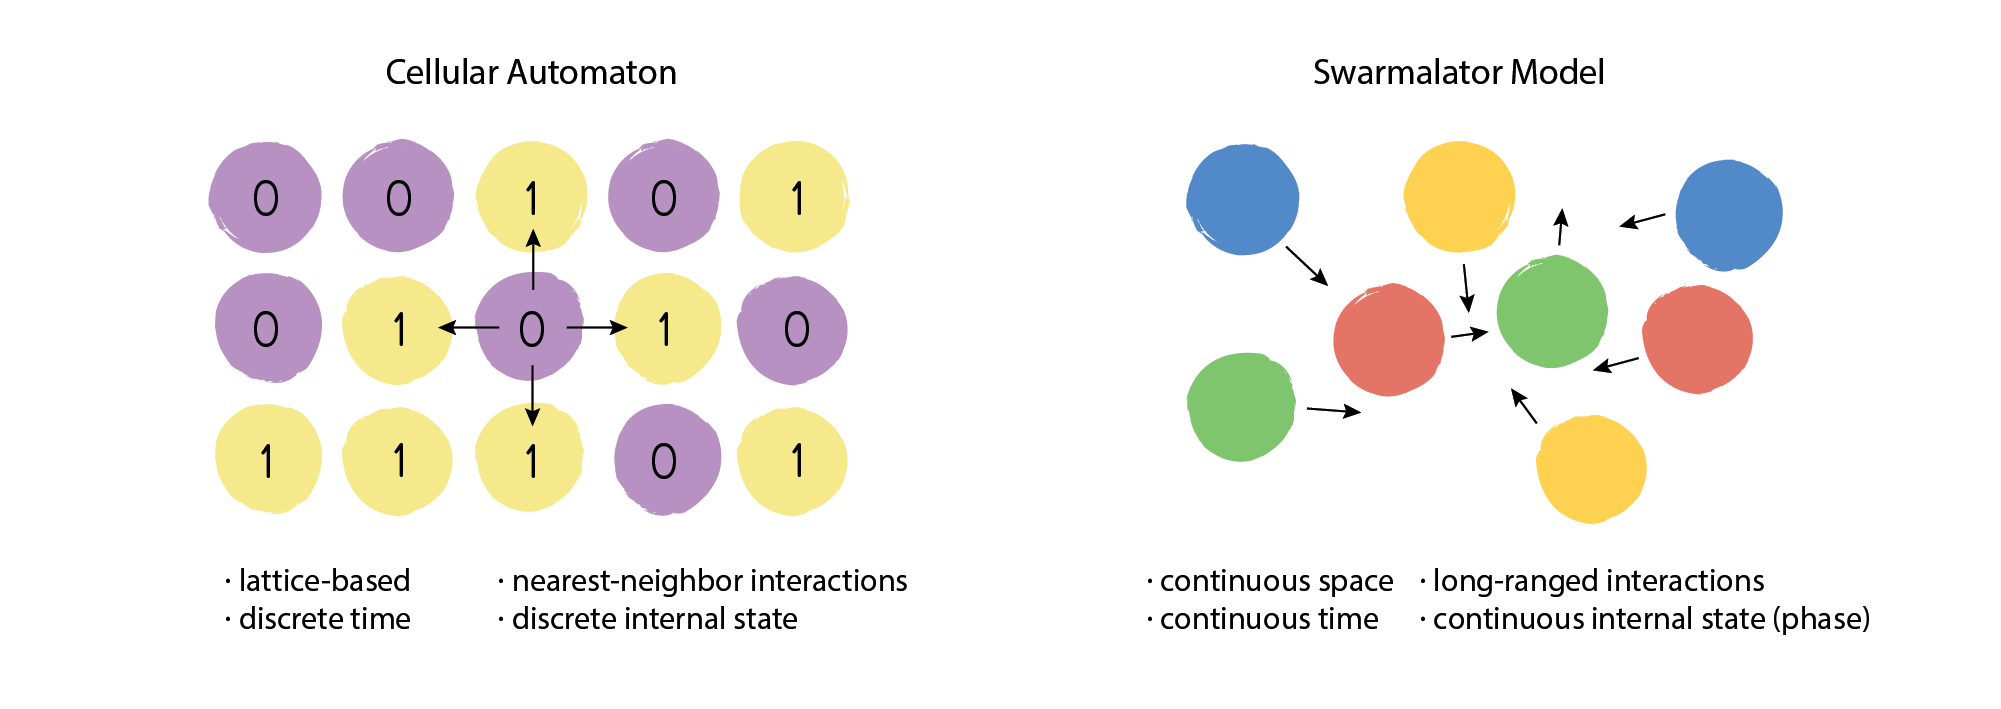 Cellular Automaton
0 0 1 0 1
0 1 0 1 0
1 1 1 0 1
· lattice-based
· discrete time
· nearest-neighbor interactions
· discrete internal state
Swarmalator Model
· continuous space
· continuous time
· long-ranged interactions
· continuous internal state (phase)